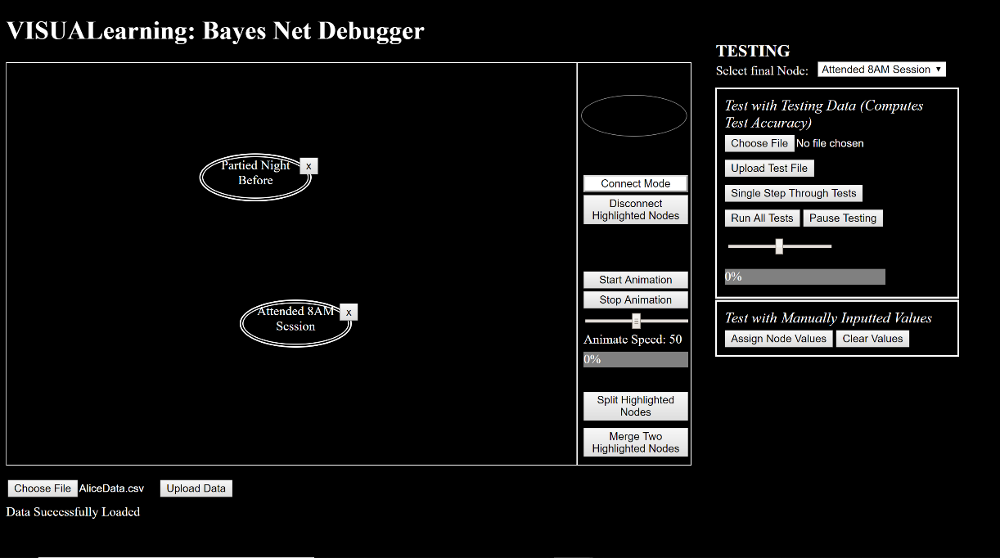 VISUALearning: Bayes Net Debugger
Partied Night
Before
x
Attended 8AM
Session
x
Connect Mode
Disconnect
Highlighted Nodes
Start Animation
Stop Animation
Animate Speed: 50
0%
Split Highlighted
Nodes
Merge Two
Highlighted Nodes
Choose File AliceData.csv Upload Data
Data Successfully Loaded
TESTING
Select final Node: Attended 8AM Session
Test with Testing Data (Computes
Test Accuracy)
Choose File No file chosen
Upload Test File
Single Step Through Tests
Run All Tests Pause Testing
0%
Test with Manually Inputted Values
Assign Node Values Clear Values